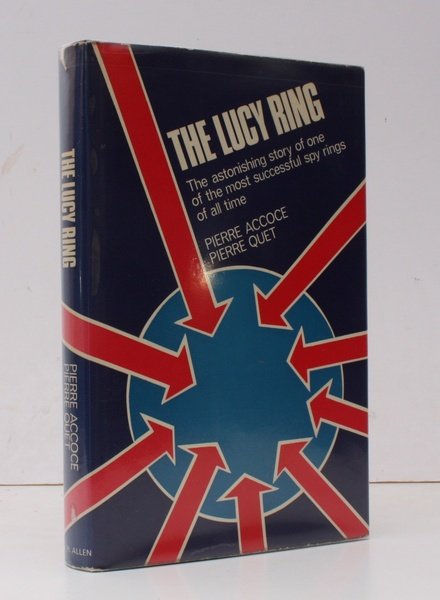 THE LUCY RING
The astonishing story of one
of the most successful spy rings
of all time
PIERRE ACCOCE
PIERRE QUET
THE LUCY RING
PIERRE ACCOCE
PIERRE QUET
ALLEN